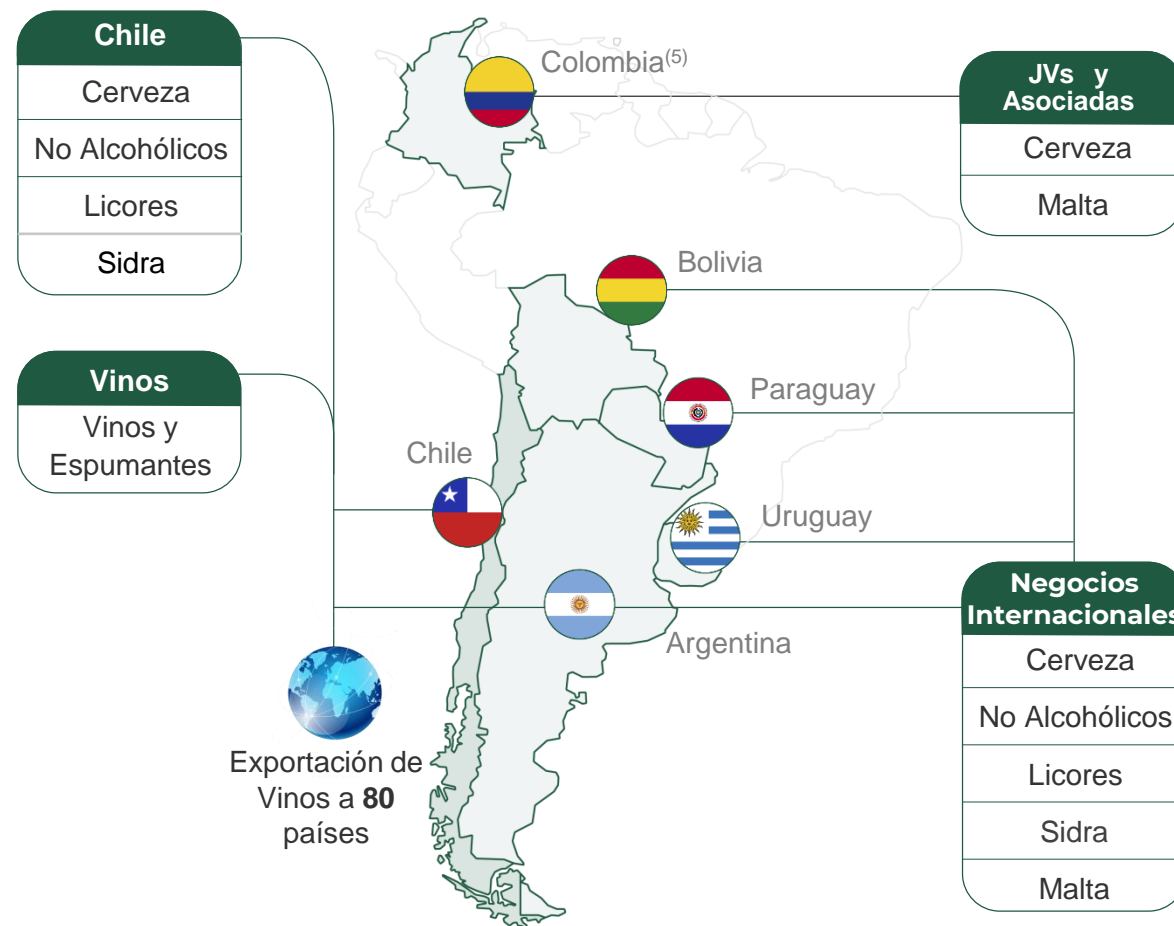 Chile
Cerveza
No Alcohólicos
Licores
Sidra
Vinos
Vinos y
Espumantes
Colombia(5)
JVs y
Asociadas
Cerveza
Malta
Bolivia
Paraguay
Chile
Uruguay
Argentina
Exportación de
Vinos a 80
países
Negocios
Internacionales
Cerveza
No Alcohólicos
Licores
Sidra
Malta